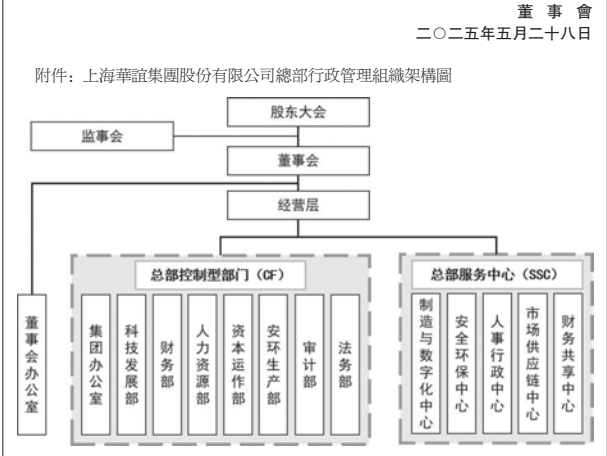 董事會
二〇二五年五月二十八日
附件：上海華誼集團股份有限公司總部行政管理組織架構圖
股东大会
监事会
董事会
经营层
总部控制型部门（CF）
总部服务中心（SSC）
董事会办公室
集团办公室
科技发展部
财务部
人力资源部
资本运作部
安环生产部
审计部
法务部
制造与数字化中心
安全环保中心
人事行政中心
市场供应链中心
财务共享中心